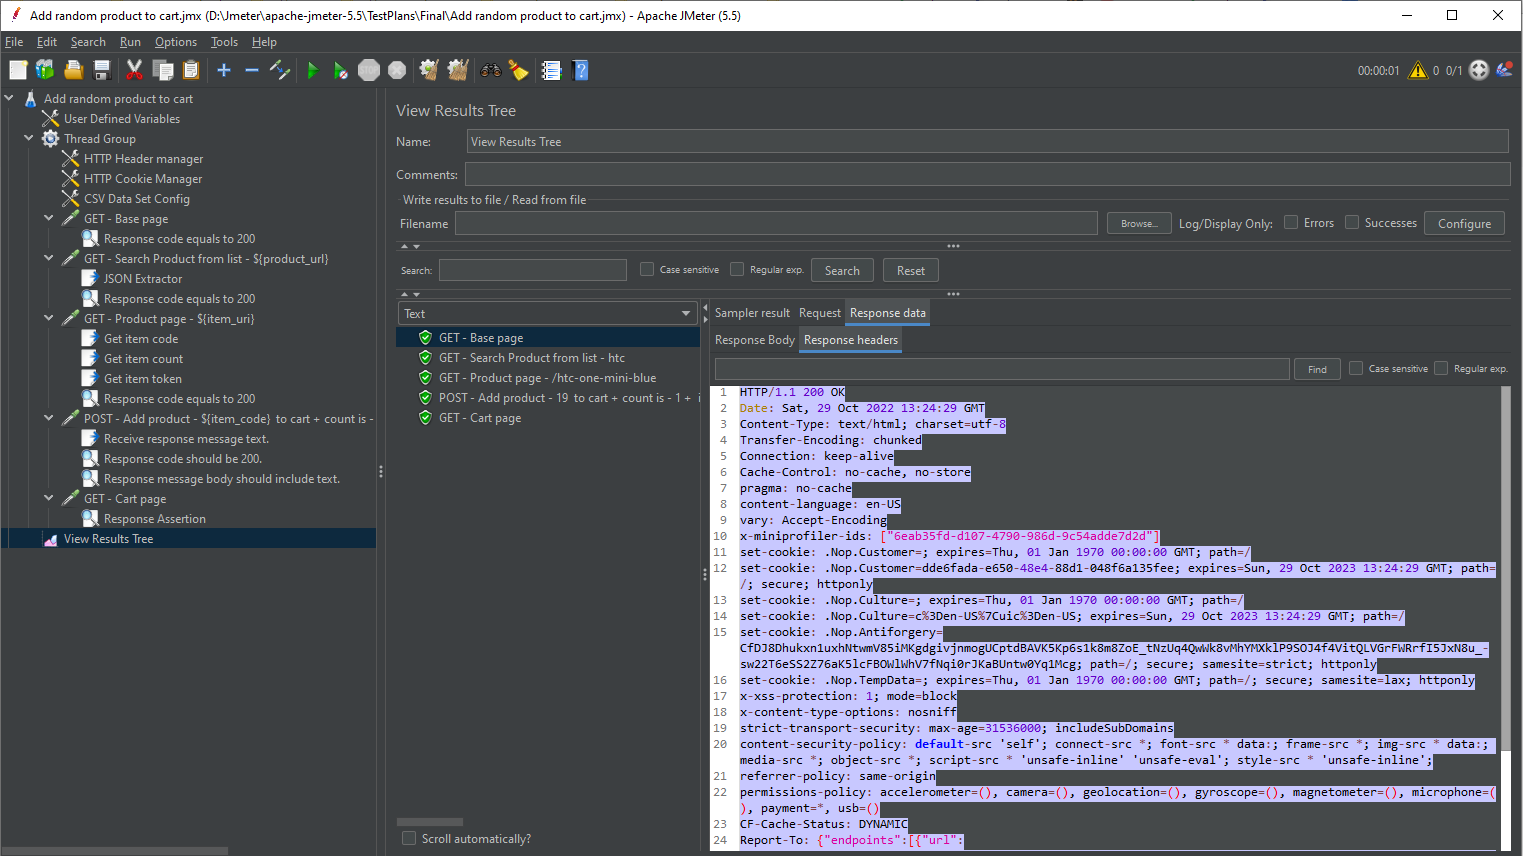 Add random product to cart.jmx (D:\Jmeter\apache-jmeter-5.5\TestPlans\Final\Add random product to cart.jmx) - Apache JMeter (5.5)
File Edit Search Run Options Tools Help
00:00:01 0 0/1
Add random product to cart
User Defined Variables
Thread Group
HTTP Header manager
HTTP Cookie Manager
CSV Data Set Config
GET - Base page
Response code equals to 200
GET - Search Product from list - ${product_url}
JSON Extractor
Response code equals to 200
GET - Product page - ${item_uri}
Get item code
Get item count
Get item token
Response code equals to 200
POST - Add product - ${item_code} to cart + count is -
Receive response message text.
Response code should be 200.
Response message body should include text.
GET - Cart page
Response Assertion
View Results Tree
View Results Tree
Name: View Results Tree
Comments:
Write results to file / Read from file
Filename Browse... Log/Display Only: Errors Successes Configure
Search: Case sensitive Regular exp. Search Reset
Text
GET - Base page
GET - Search Product from list - htc
GET - Product page - /htc-one-mini-blue
POST - Add product - 19 to cart + count is - 1 + i
GET - Cart page
Scroll automatically?
Sampler result Request Response data
Response Body Response headers
Find Case sensitive Regular exp.
1 HTTP/1.1 200 OK
2 Date: Sat, 29 Oct 2022 13:24:29 GMT
3 Content-Type: text/html; charset=utf-8
4 Transfer-Encoding: chunked
5 Connection: keep-alive
6 Cache-Control: no-cache, no-store
7 pragma: no-cache
8 content-language: en-US
9 vary: Accept-Encoding
10 x-miniprofiler-ids: ["6eab35fd-d107-4790-986d-9c54adde7d2d"]
11 set-cookie: .Nop.Customer=; expires=Thu, 01 Jan 1970 00:00:00 GMT; path=/
12 set-cookie: .Nop.Customer=dde6fada-e650-48e4-88d1-048f6a135fee; expires=Sun, 29 Oct 2023 13:24:29 GMT; path=
/; secure; httponly
13 set-cookie: .Nop.Culture=; expires=Thu, 01 Jan 1970 00:00:00 GMT; path=/
14 set-cookie: .Nop.Culture=c%3Den-US%7Cuic%3Den-US; expires=Sun, 29 Oct 2023 13:24:29 GMT; path=/
15 set-cookie: .Nop.Antiforgery=
CfDJ8Dhukxn1uxhNtwmV85iMKgdgivjnmogUCptdBAVK5Kp6s1k8m8ZoE_tNzUq4QwWk8vMhYMXklP9SOJ4f4VitQLVGrFWRrfI5JxN8u_-
sw22T6eSS2Z76aK5lcFBOWlWhV7fNqi0rJKaBUntw0Yq1Mcg; path=/; secure; samesite=strict; httponly
16 set-cookie: .Nop.TempData=; expires=Thu, 01 Jan 1970 00:00:00 GMT; path=/; secure; samesite=lax; httponly
17 x-xss-protection: 1; mode=block
18 x-content-type-options: nosniff
19 strict-transport-security: max-age=31536000; includeSubDomains
20 content-security-policy: default-src 'self'; connect-src *; font-src * data:; frame-src *; img-src * data:;
media-src *; object-src *; script-src * 'unsafe-inline' 'unsafe-eval'; style-src * 'unsafe-inline';
21 referrer-policy: same-origin
22 permissions-policy: accelerometer=(), camera=(), geolocation=(), gyroscope=(), magnetometer=(), microphone=(
), payment=*, usb=()
23 CF-Cache-Status: DYNAMIC
24 Report-To: {"endpoints":[{"url":